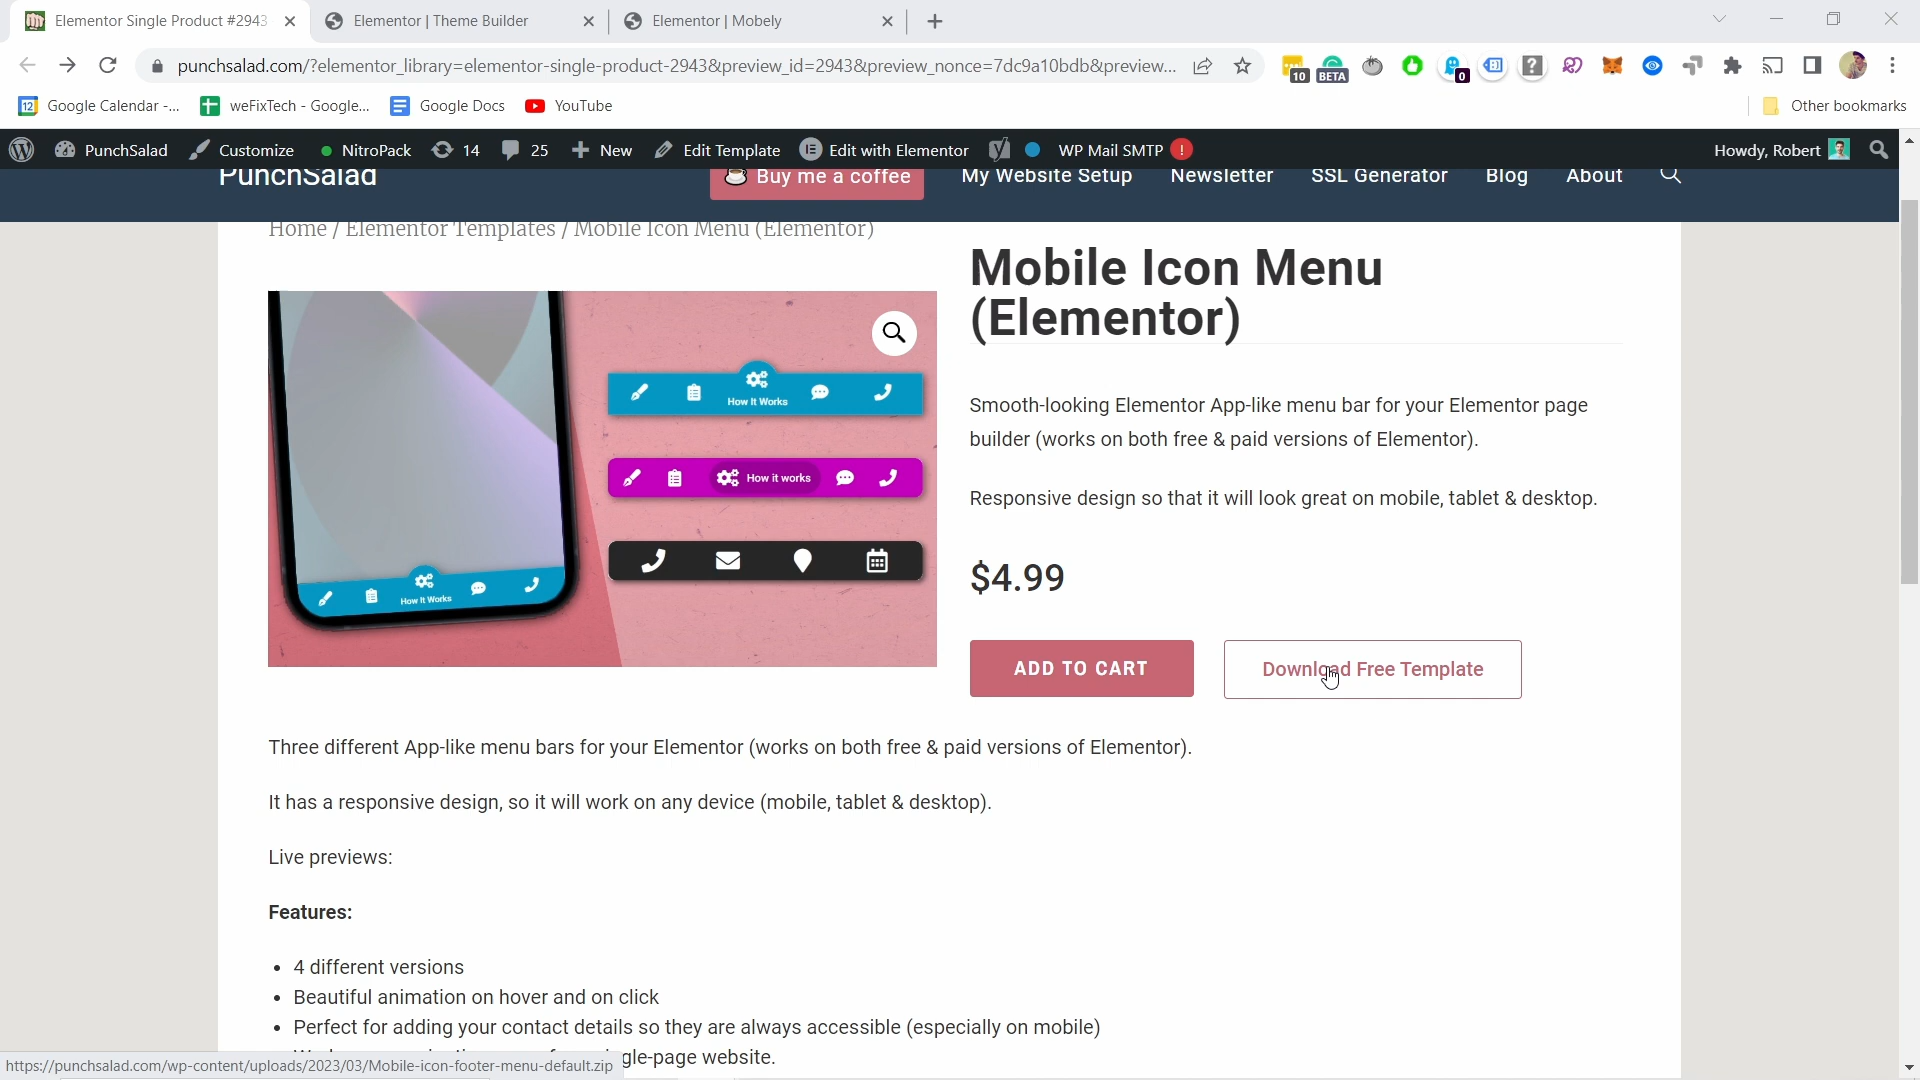 Elementor Single Product #2943
Elementor | Theme Builder
Elementor | Mobely
punchsalad.com/?elementor_library=elementor-single-product-2943&preview_id=2943&preview_nonce=7dc9a10bdb&preview...
10
BETA
0
12
Google Calendar -...
weFixTech - Google...
Google Docs
YouTube
Other bookmarks
PunchSalad
Customize
NitroPack
14
25
New
Edit Template
Edit with Elementor
WP Mail SMTP
!
Howdy, Robert
PunchSalad
Buy me a coffee
My Website Setup
Newsletter
SSL Generator
Blog
About
Home / Elementor Templates / Mobile Icon Menu (Elementor)
Mobile Icon Menu
(Elementor)
How It Works
How it works
How It Works
Smooth-looking Elementor App-like menu bar for your Elementor page
builder (works on both free & paid versions of Elementor).
Responsive design so that it will look great on mobile, tablet & desktop.
$4.99
ADD TO CART
Download Free Template
Three different App-like menu bars for your Elementor (works on both free & paid versions of Elementor).
It has a responsive design, so it will work on any device (mobile, tablet & desktop).
Live previews:
Features:
• 4 different versions
• Beautiful animation on hover and on click
• Perfect for adding your contact details so they are always accessible (especially on mobile)
gle-page website.
https://punchsalad.com/wp-content/uploads/2023/03/Mobile-icon-footer-menu-default.zip